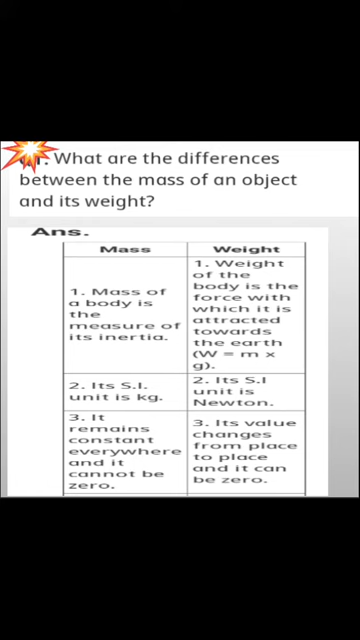 What are the differences
between the mass of an object
and its weight?
Ans.
Mass
Weight
1. Mass of
a body is
the
measure of
its inertia.
1. Weight
of the
body is the
force with
which it is
attracted
towards
the earth
(W = m x
g).
2. Its S.I.
unit is kg.
2. Its S.I
unit is
Newton.
3. It
remains
constant
everywhere
and it
cannot be
zero.
3. Its value
changes
from place
to place
and it can
be zero.